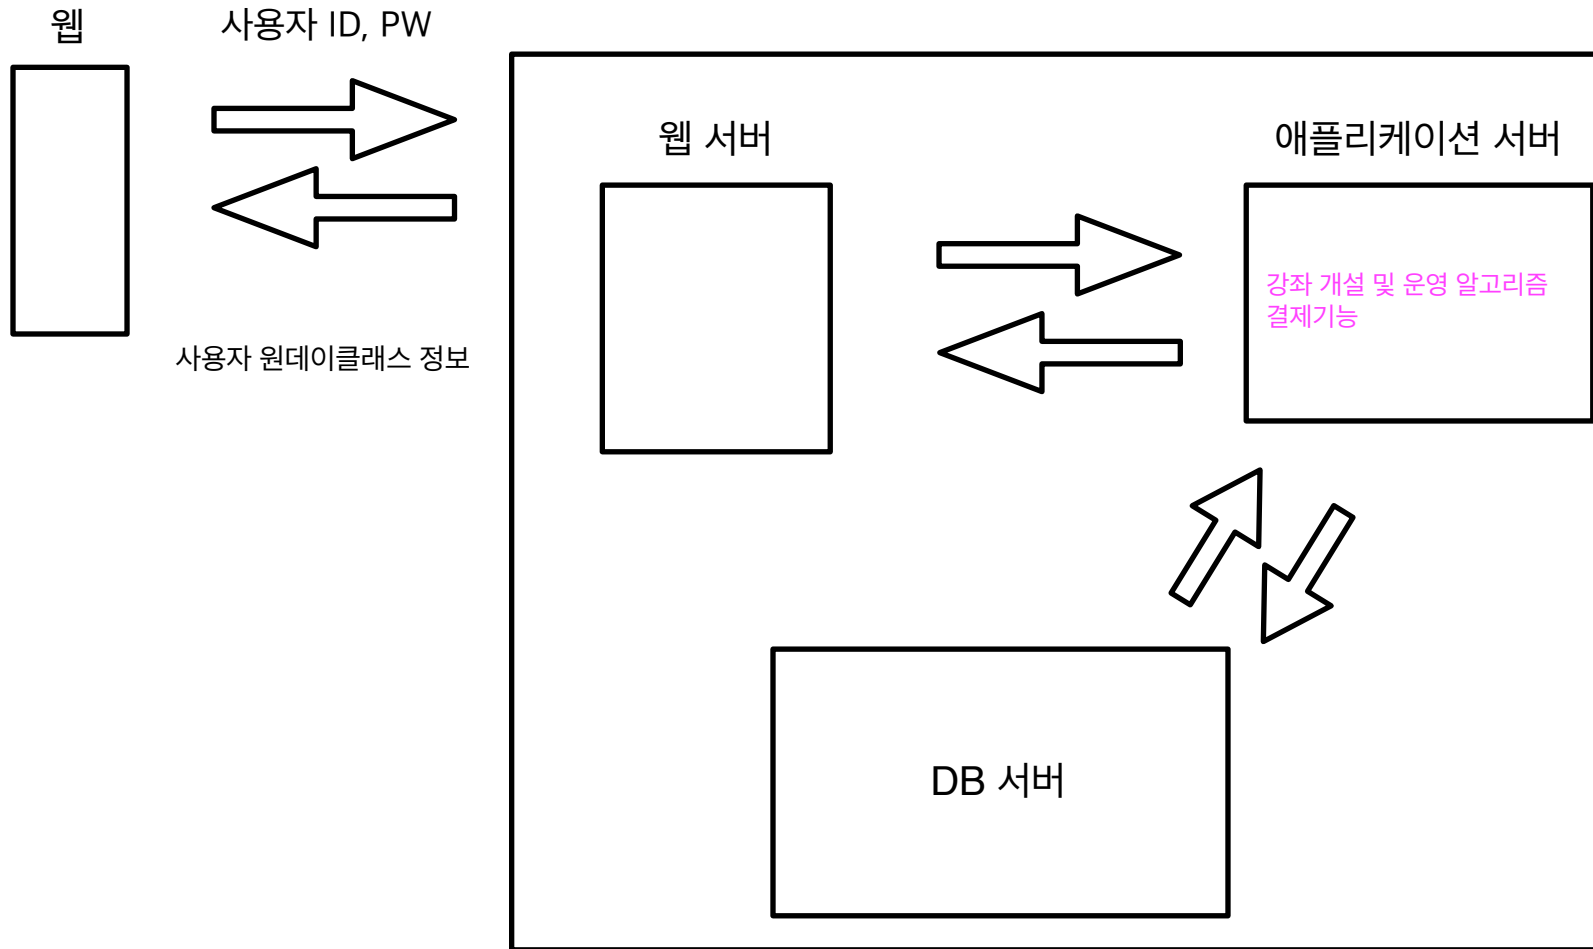 웹
사용자 ID, PW
웹 서버
애플리케이션 서버
강좌 개설 및 운영 알고리즘
결제기능
사용자 원데이클래스 정보
DB 서버